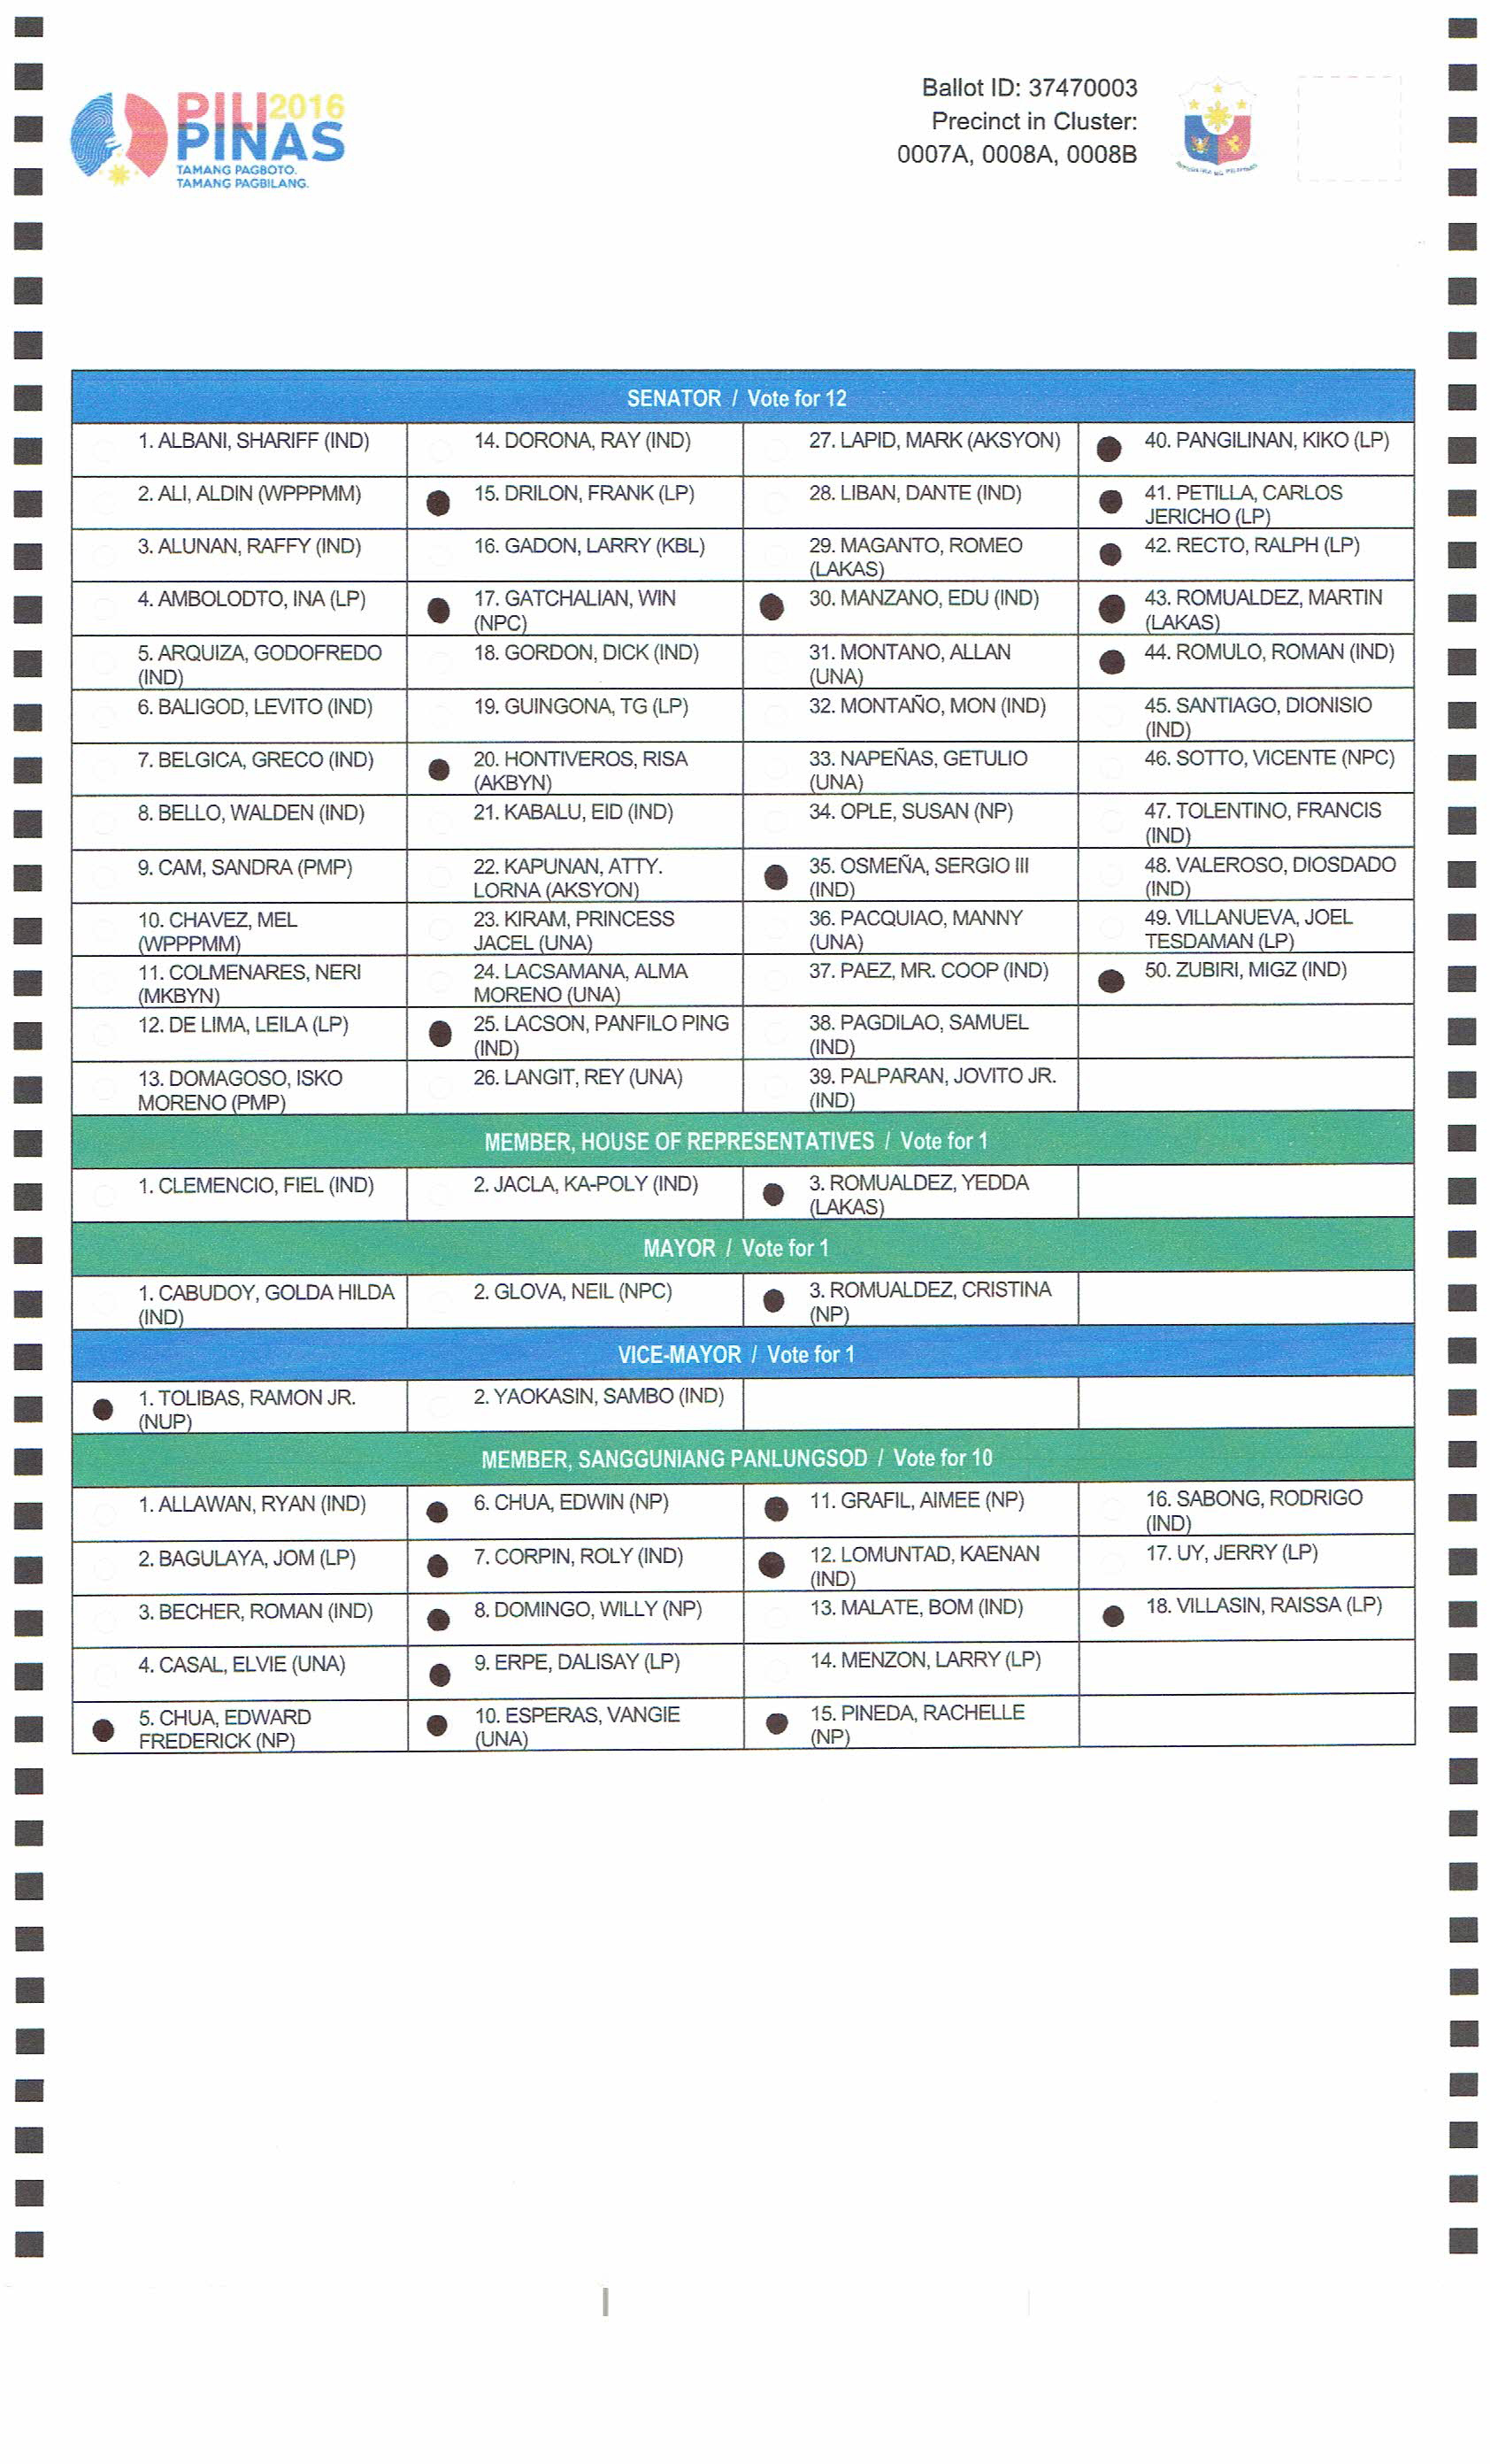 PILI 2016
PINAS
TAMANG PAGBOTO.
TAMANG PAGBILANG.
Ballot ID: 37470003
Precinct in Cluster:
0007A, 0008A, 0008B
REPUBLIKA NG PILIPINAS
SENATOR / Vote for 12
1. ALBANI, SHARIFF (IND)
2. ALI, ALDIN (WPPPMM)
3. ALUNAN, RAFFY (IND)
4. AMBOLODTO, INA (LP)
5. ARQUIZA, GODOFREDO
(IND)
6. BALIGOD, LEVITO (IND)
7. BELGICA, GRECO (IND)
8. BELLO, WALDEN (IND)
9. CAM, SANDRA (PMP)
10. CHAVEZ, MEL
(WPPPMM)
11. COLMENARES, NERI
(MKBYN)
12. DE LIMA, LEILA (LP)
13. DOMAGOSO, ISKO
MORENO (PMP)
14. DORONA, RAY (IND)
15. DRILON, FRANK (LP)
16. GADON, LARRY (KBL)
17. GATCHALIAN, WIN
(NPC)
18. GORDON, DICK (IND)
19. GUINGONA, TG (LP)
20. HONTIVEROS, RISA
(AKBYN)
21. KABALU, EID (IND)
22. KAPUNAN, ATTY.
LORNA (AKSYON)
23. KIRAM, PRINCESS
JACEL (UNA)
24. LACSAMANA, ALMA
MORENO (UNA)
25. LACSON, PANFILO PING
(IND)
26. LANGIT, REY (UNA)
27. LAPID, MARK (AKSYON)
28. LIBAN, DANTE (IND)
29. MAGANTO, ROMEO
(LAKAS)
30. MANZANO, EDU (IND)
31. MONTANO, ALLAN
(UNA)
32. MONTAÑO, MON (IND)
33. NAPEÑAS, GETULIO
(UNA)
34. OPLE, SUSAN (NP)
35. OSMEÑA, SERGIO III
(IND)
36. PACQUIAO, MANNY
(UNA)
37. PAEZ, MR. COOP (IND)
38. PAGDILAO, SAMUEL
(IND)
39. PALPARAN, JOVITO JR.
(IND)
40. PANGILINAN, KIKO (LP)
41. PETILLA, CARLOS
JERICHO (LP)
42. RECTO, RALPH (LP)
43. ROMUALDEZ, MARTIN
(LAKAS)
44. ROMULO, ROMAN (IND)
45. SANTIAGO, DIONISIO
(IND)
46. SOTTO, VICENTE (NPC)
47. TOLENTINO, FRANCIS
(IND)
48. VALEROSO, DIOSDADO
(IND)
49. VILLANUEVA, JOEL
TESDAMAN (LP)
50. ZUBIRI, MIGZ (IND)
MEMBER, HOUSE OF REPRESENTATIVES / Vote for 1
1. CLEMENCIO, FIEL (IND)
2. JACLA, KA-POLY (IND)
3. ROMUALDEZ, YEDDA
(LAKAS)
MAYOR / Vote for 1
1. CABUDOY, GOLDA HILDA
(IND)
2. GLOVA, NEIL (NPC)
3. ROMUALDEZ, CRISTINA
(NP)
VICE-MAYOR / Vote for 1
1. TOLIBAS, RAMON JR.
(NUP)
2. YAOKASIN, SAMBO (IND)
MEMBER, SANGGUNIANG PANLUNGSOD / Vote for 10
1. ALLAWAN, RYAN (IND)
2. BAGULAYA, JOM (LP)
3. BECHER, ROMAN (IND)
4. CASAL, ELVIE (UNA)
5. CHUA, EDWARD
FREDERICK (NP)
6. CHUA, EDWIN (NP)
7. CORPIN, ROLY (IND)
8. DOMINGO, WILLY (NP)
9. ERPE, DALISAY (LP)
10. ESPERAS, VANGIE
(UNA)
11. GRAFIL, AIMEE (NP)
12. LOMUNTAD, KAENAN
(IND)
13. MALATE, BOM (IND)
14. MENZON, LARRY (LP)
15. PINEDA, RACHELLE
(NP)
16. SABONG, RODRIGO
(IND)
17. UY, JERRY (LP)
18. VILLASIN, RAISSA (LP)